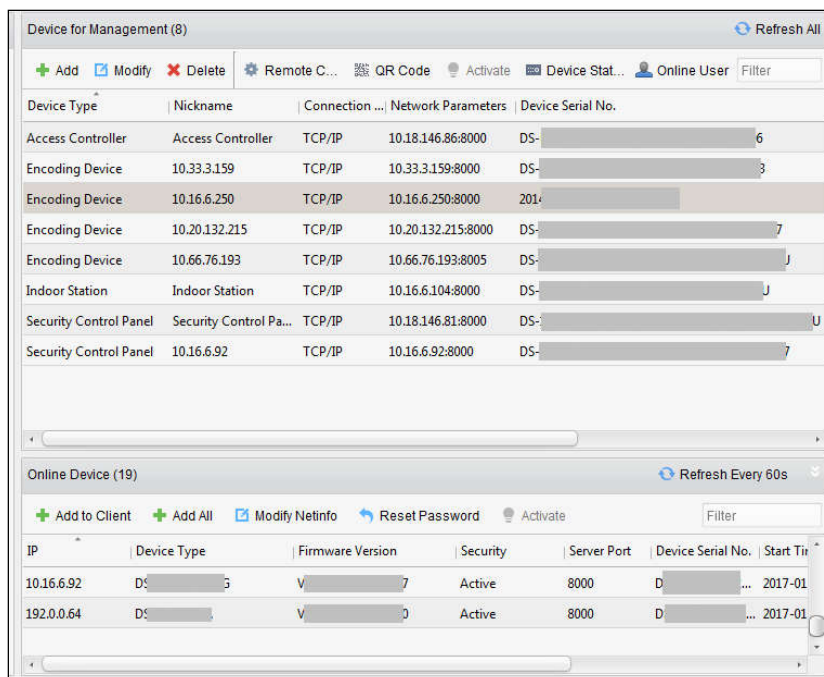 Device for Management (8) Refresh All
Add Modify Delete Remote C... QR Code Activate Device Stat... Online User Filter
Device Type Nickname Connection ... Network Parameters Device Serial No.
Access Controller Access Controller TCP/IP 10.18.146.86:8000 DS- 6
Encoding Device 10.33.3.159 TCP/IP 10.33.3.159:8000 DS- 3
Encoding Device 10.16.6.250 TCP/IP 10.16.6.250:8000 2014
Encoding Device 10.20.132.215 TCP/IP 10.20.132.215:8000 DS- 7
Encoding Device 10.66.76.193 TCP/IP 10.66.76.193:8005 DS- U
Indoor Station Indoor Station TCP/IP 10.16.6.104:8000 DS- U
Security Control Panel Security Control Pa... TCP/IP 10.18.146.81:8000 DS- U
Security Control Panel 10.16.6.92 TCP/IP 10.16.6.92:8000 DS- 7
Online Device (19) Refresh Every 60s
Add to Client Add All Modify Netinfo Reset Password Activate Filter
IP Device Type Firmware Version Security Server Port Device Serial No. Start Tir
10.16.6.92 DS G V 7 Active 8000 D ... 2017-01
192.0.0.64 DS V 0 Active 8000 D ... 2017-01